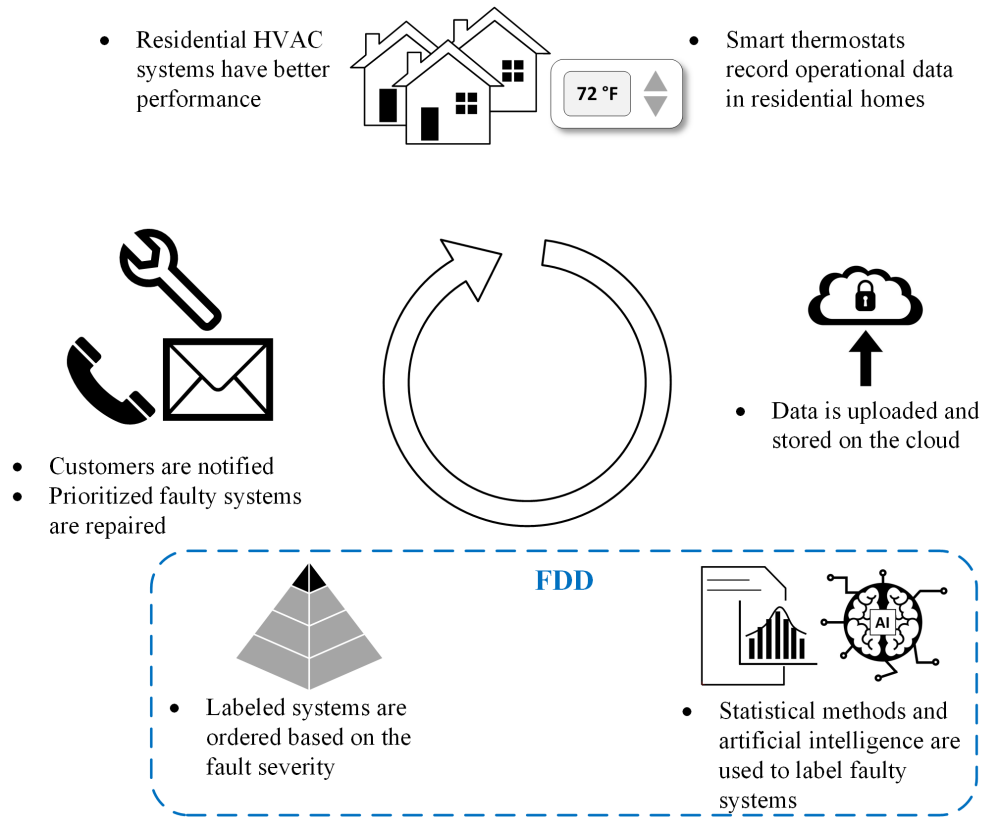 • Residential HVAC
systems have better
performance
72 °F
• Smart thermostats
record operational data
in residential homes
• Data is uploaded and
stored on the cloud
• Customers are notified
• Prioritized faulty systems
are repaired
FDD
AI
• Labeled systems are
ordered based on the
fault severity
• Statistical methods and
artificial intelligence are
used to label faulty
systems